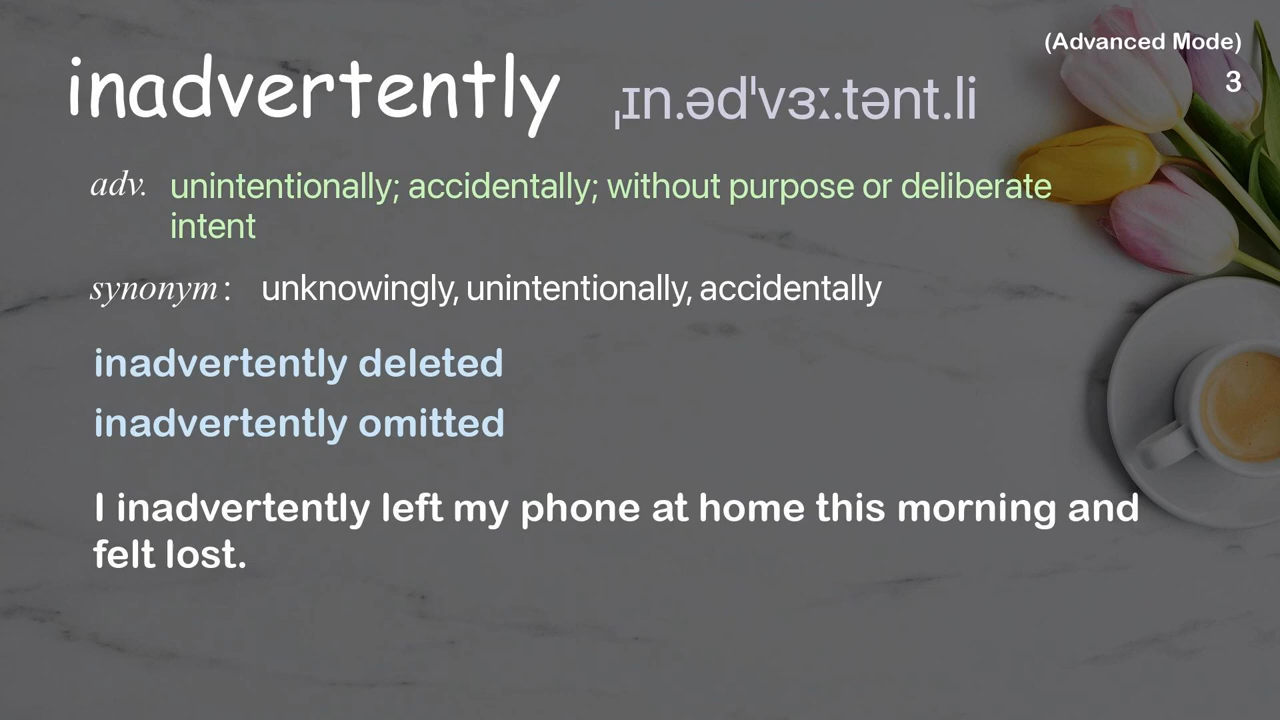 (Advanced Mode)
3
inadvertently ˌɪn.ədˈvɜː.tənt.li
adv. unintentionally; accidentally; without purpose or deliberate
intent
synonym : unknowingly, unintentionally, accidentally
inadvertently deleted
inadvertently omitted
I inadvertently left my phone at home this morning and
felt lost.